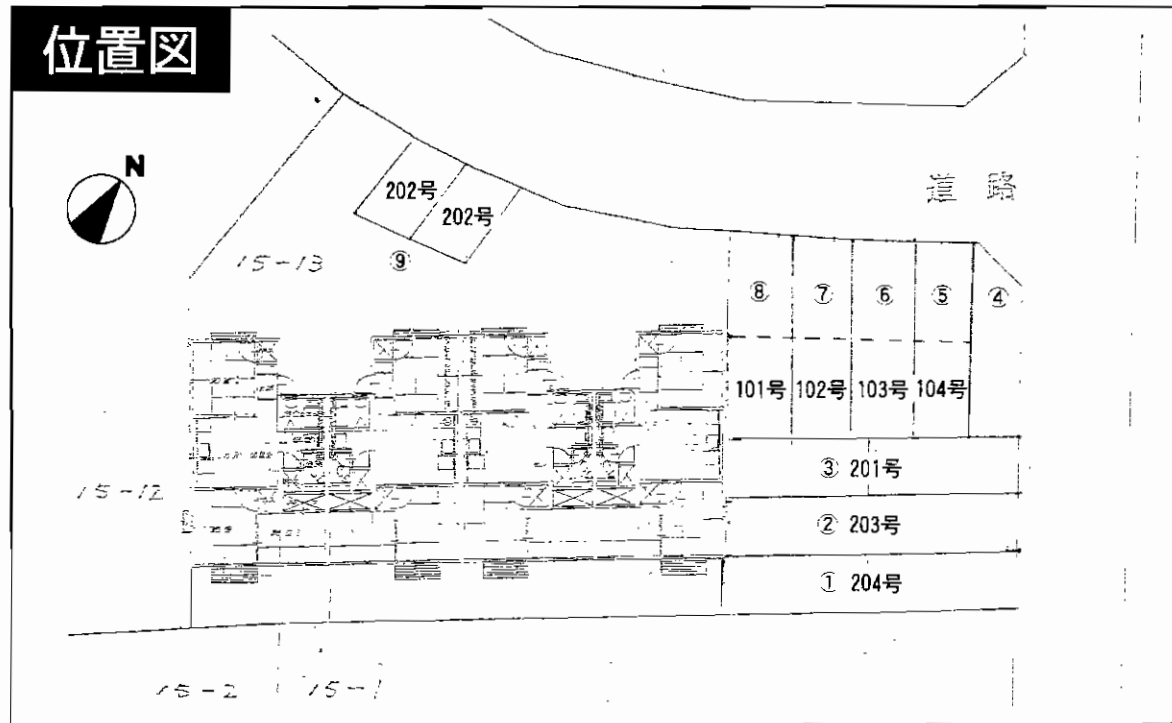 位置図
N
道路
202号
202号
15-13
⑨
⑧ ⑦ ⑥ ⑤ ④
101号 102号 103号 104号
③ 201号
15-12
② 203号
① 204号
15-2 15-1